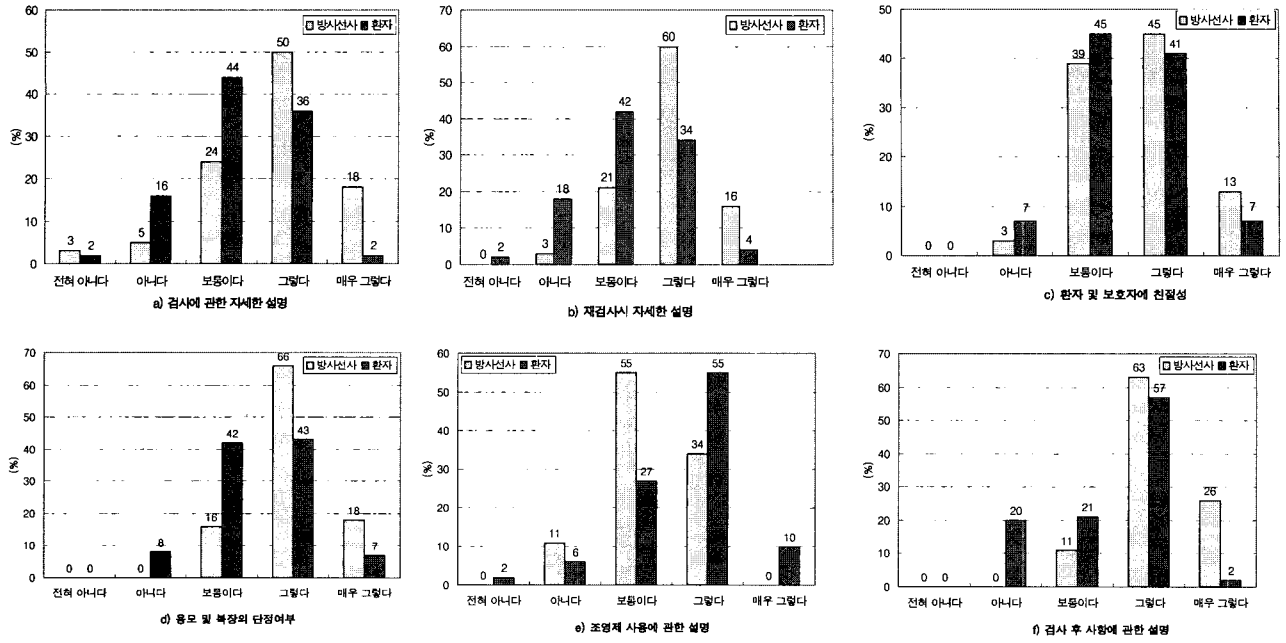 방사선사 환자
60
50
40
30
20
10
0
(%)
3 2 5 16 24 44 50 36 18 2
전혀 아니다 아니다 보통이다 그렇다 매우 그렇다
a) 검사에 관한 자세한 설명
방사선사 환자
70
60
50
40
30
20
10
0
(%)
0 2 3 18 21 42 60 34 16 4
전혀 아니다 아니다 보통이다 그렇다 매우 그렇다
b) 재검사시 자세한 설명
방사선사 환자
50
40
30
20
10
0
(%)
0 0 3 7 39 45 45 41 13 7
전혀 아니다 아니다 보통이다 그렇다 매우 그렇다
c) 환자 및 보호자에 친절성
방사선사 환자
70
60
50
40
30
20
10
0
(%)
0 0 0 8 16 42 66 43 18 7
전혀 아니다 아니다 보통이다 그렇다 매우 그렇다
d) 용모 및 복장의 단정여부
방사선사 환자
60
50
40
30
20
10
0
(%)
0 2 11 6 55 27 34 55 0 10
전혀 아니다 아니다 보통이다 그렇다 매우 그렇다
e) 조영제 사용에 관한 설명
방사선사 환자
70
60
50
40
30
20
10
0
(%)
0 0 0 20 11 21 63 57 26 2
전혀 아니다 아니다 보통이다 그렇다 매우 그렇다
f) 검사 후 사항에 관한 설명